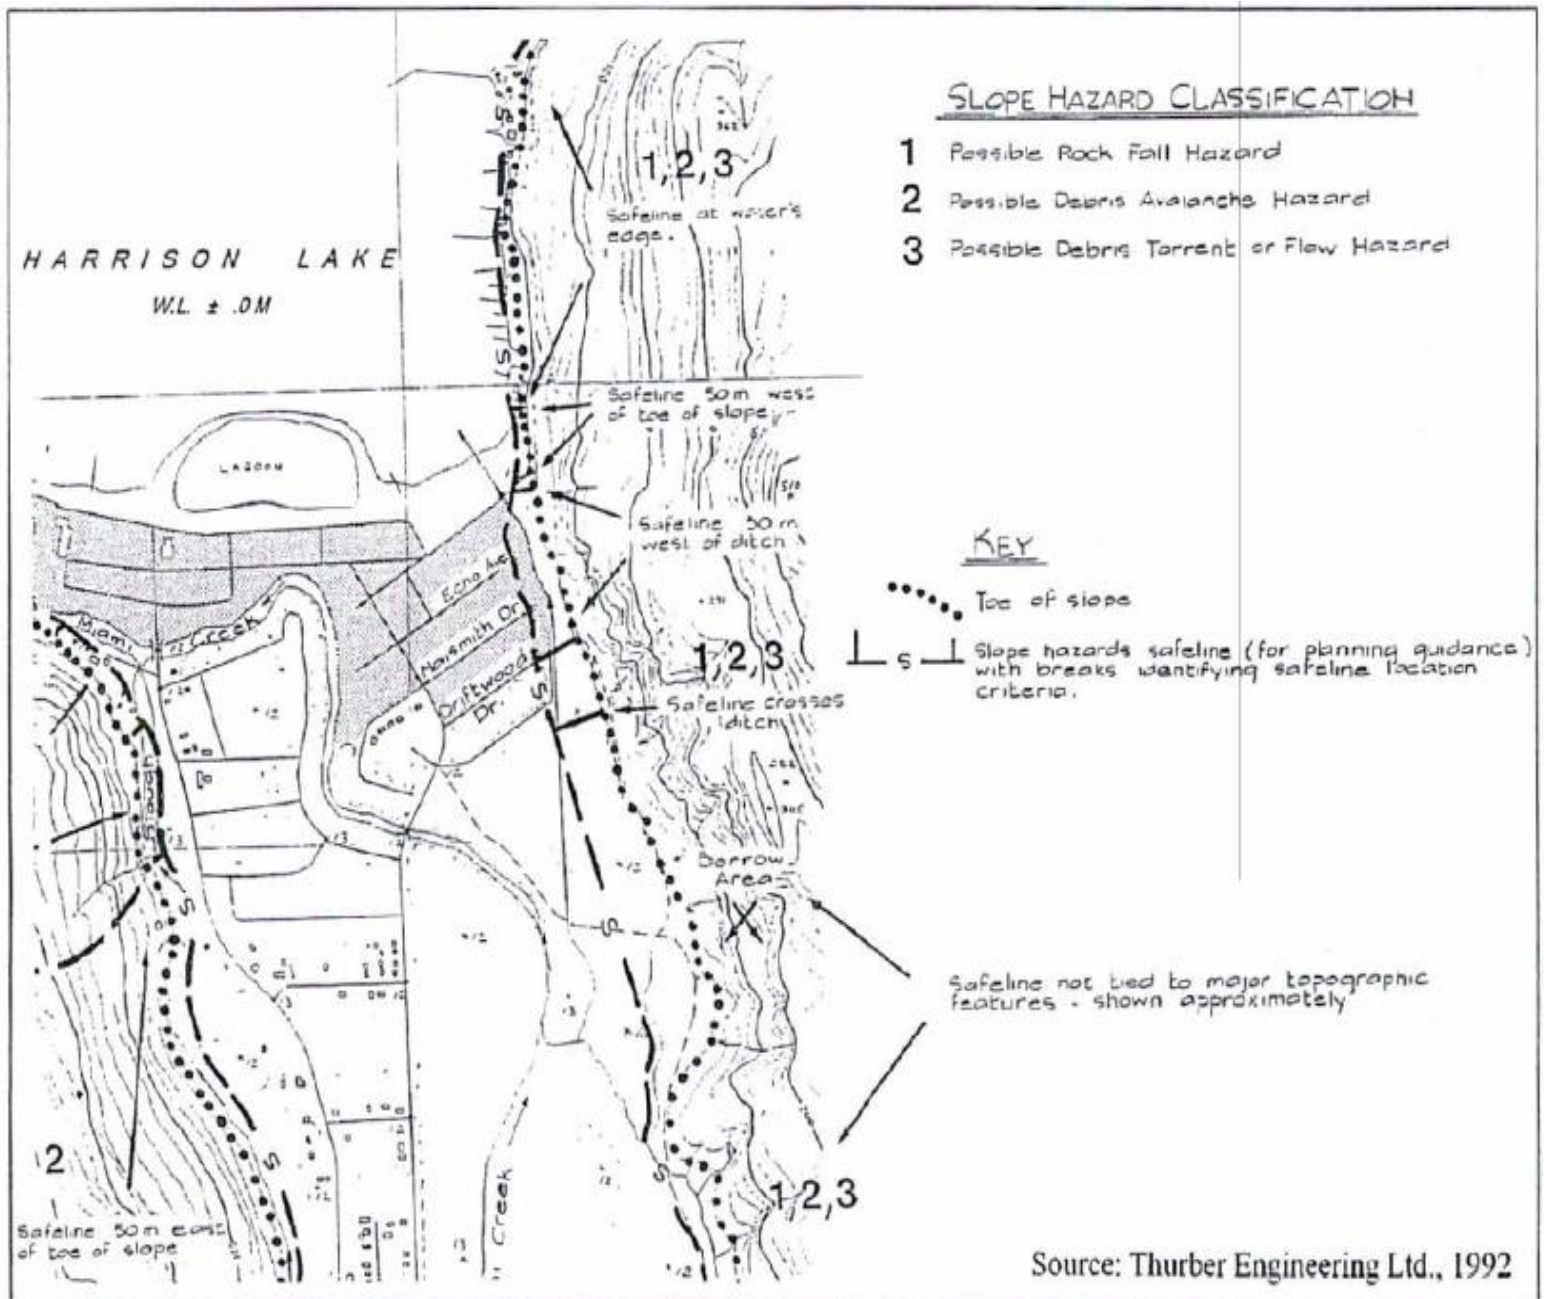 SLOPE HAZARD CLASSIFICATION
1 Possible Rock Fall Hazard
2 Possible Debris Avalanche Hazard
3 Possible Debris Torrent or Flow Hazard
HARRISON LAKE
W.L. ± .0 M
1,2,3
Safeline at water's
edge.
S
S
Safeline 50m west
of toe of slope
LAGOON
Safeline 30m
west of ditch
Echo Ave
Naismith Dr.
Driftwood
Dr.
Miami Creek
1,2,3
Safeline crosses
ditch
KEY
Toe of slope
S
Slope hazards safeline (for planning guidance)
with breaks identifying safeline location
criteria.
Slough
Borrow
Area
S
S
S
Safeline not tied to major topographic
features - shown approximately
2
S
S
Creek
1,2,3
Safeline 50m east
of toe of slope
Source: Thurber Engineering Ltd., 1992